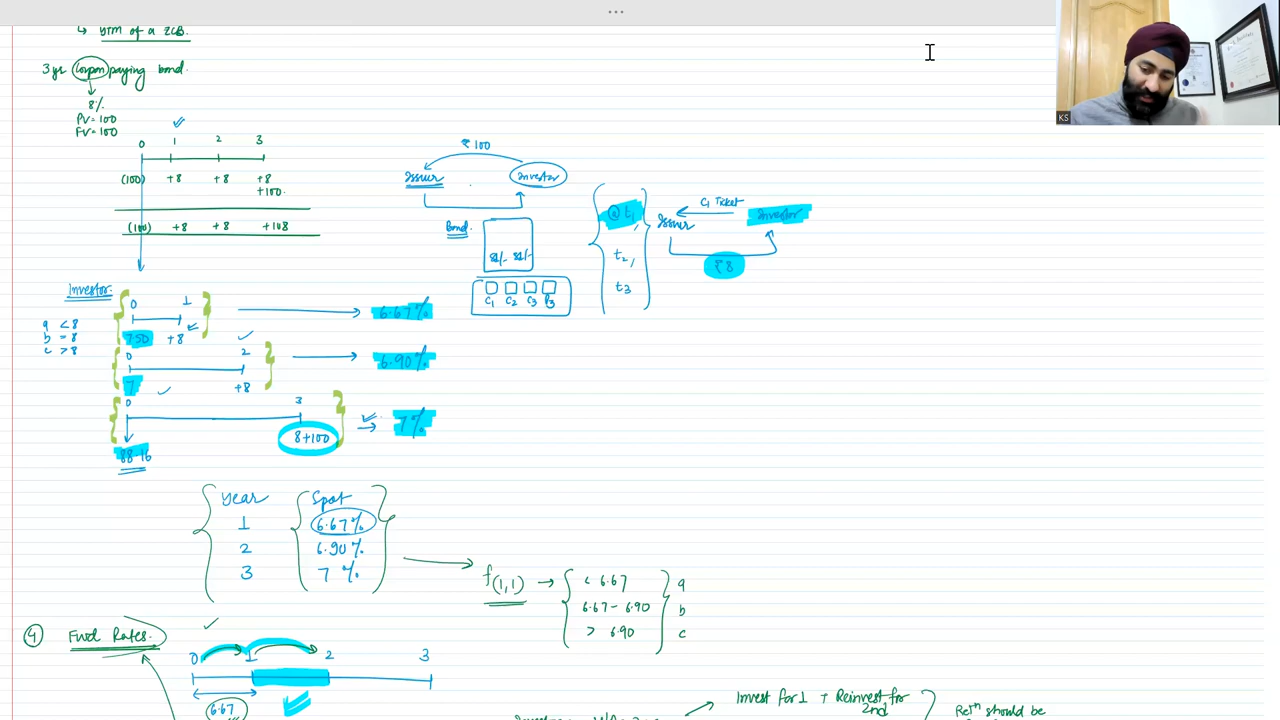 ↳ YTM of a ZCB.
3 yr Coupon paying bond.
8%
PV = 100
FV = 100
0 1 2 3
(100) +8 +8 +8
+100.
(100) +8 +8 +108
₹ 100
Issuer Investor
Bond
C1 C2 C3 P3
@ t1,
t2,
t3
C1 Ticket
Issuer Investor
₹8
Investor:
a < 8
b = 8
c > 8
0 1
7.50 +8
6.67%
0 2
7 +8
6.90%
0 3
8+100
88.16
7%
Year Spot
1 6.67%
2 6.90%
3 7%
f(1,1) →
< 6.67 a
6.67 - 6.90 b
> 6.90 c
④ Fwd Rates.
0 1 2 3
6.67
Invest for 1 + Reinvest for
2nd
Retn should be
KS